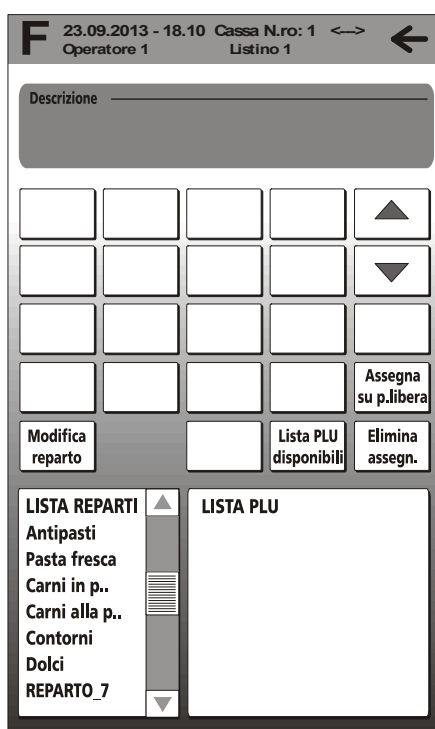 F 23.09.2013 - 18.10 Cassa N.ro: 1 <---> 
Operatore 1 Listino 1
Descrizione
Assegna
su p.libera
Modifica
reparto
Lista PLU
disponibili
Elimina
assegn.
LISTA REPARTI
Antipasti
Pasta fresca
Carni in p..
Carni alla p..
Contorni
Dolci
REPARTO_7
LISTA PLU